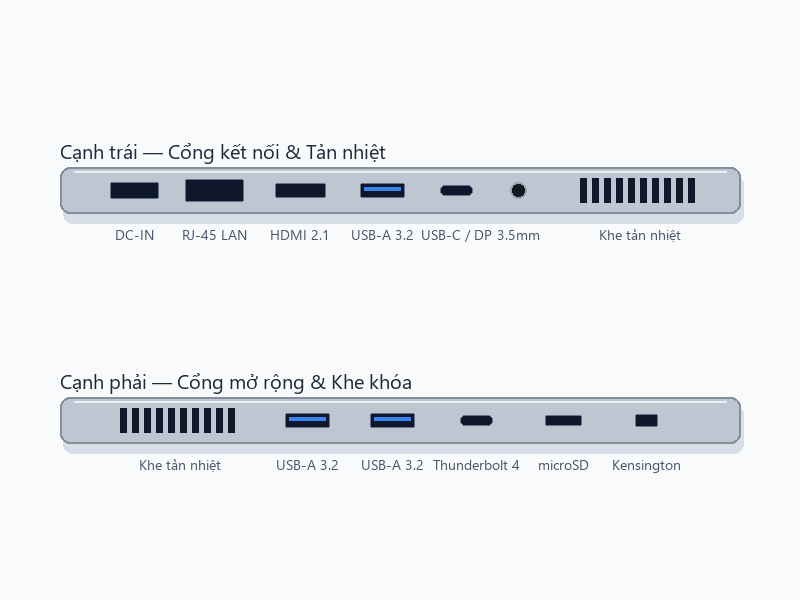 Cạnh trái — Cổng kết nối & Tản nhiệt
DC-IN RJ-45 LAN HDMI 2.1 USB-A 3.2 USB-C / DP 3.5mm Khe tản nhiệt
Cạnh phải — Cổng mở rộng & Khe khóa
Khe tản nhiệt USB-A 3.2 USB-A 3.2 Thunderbolt 4 microSD Kensington